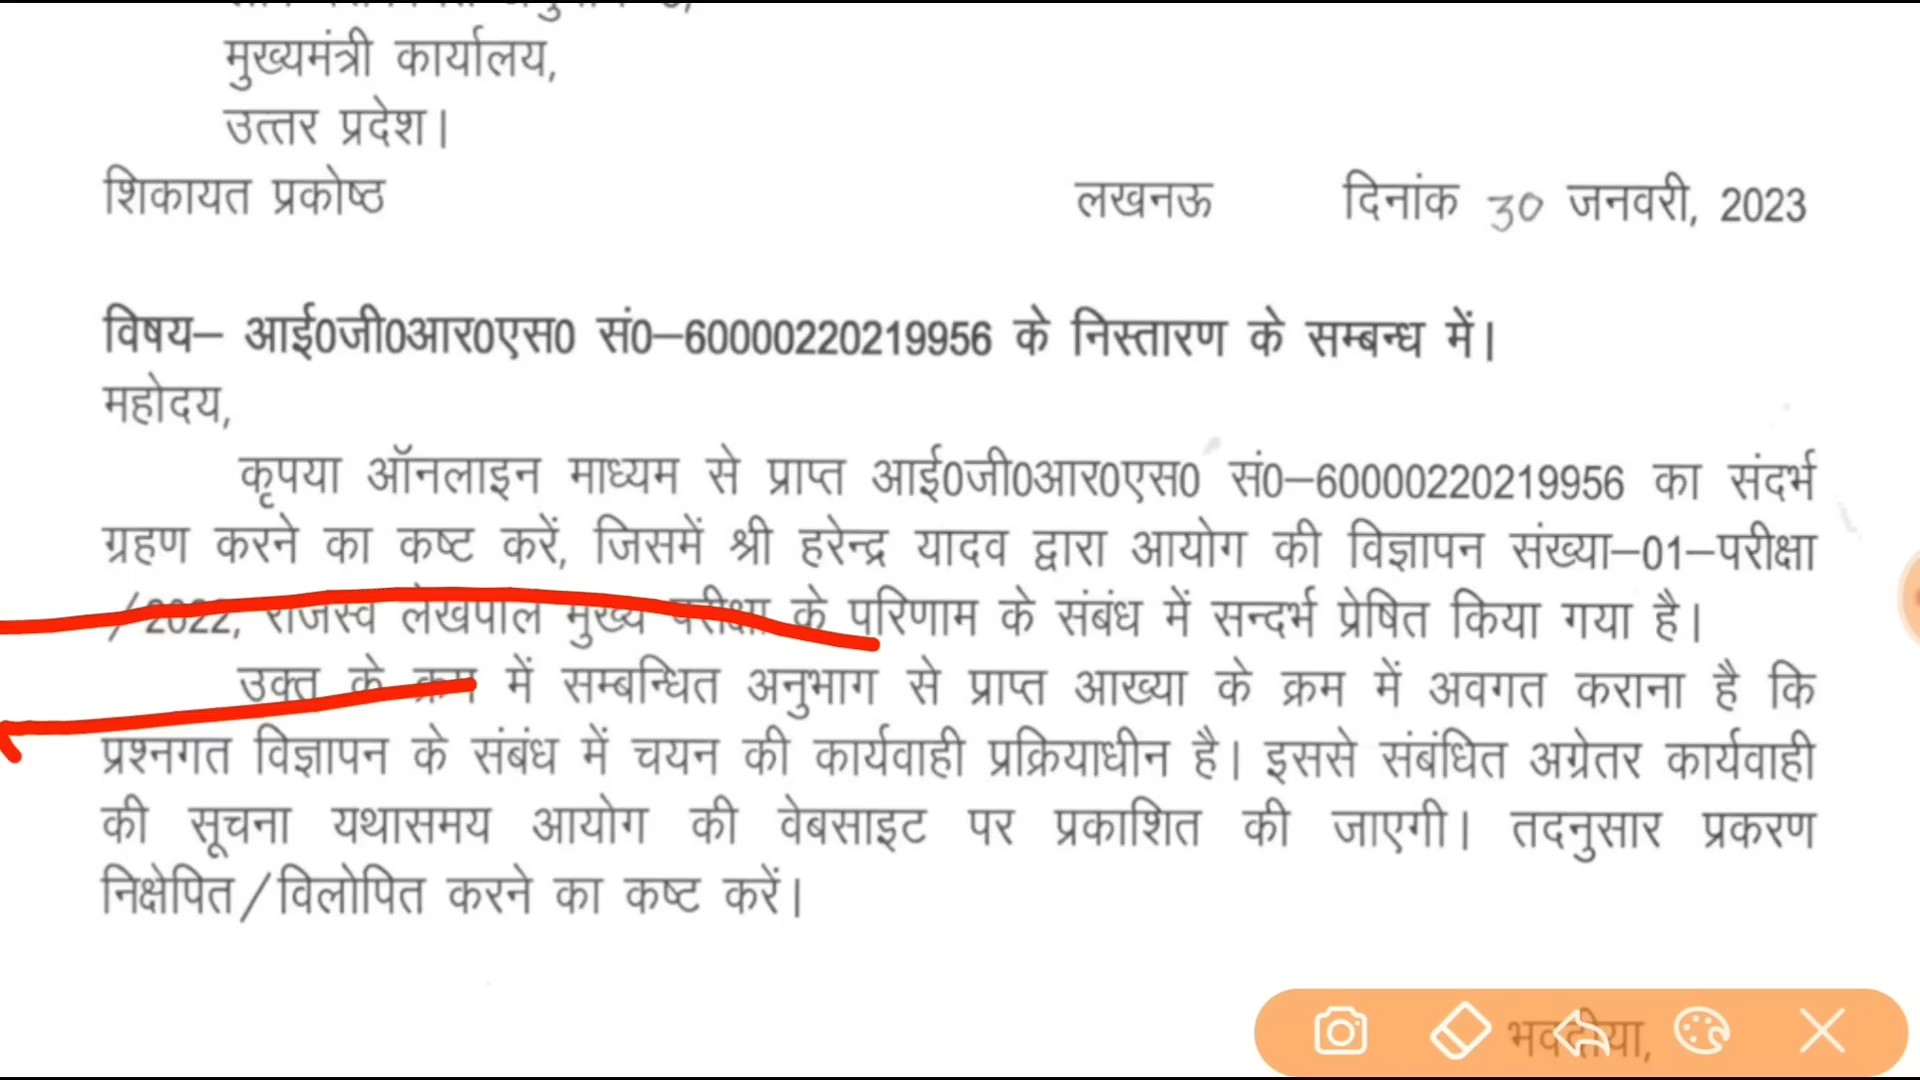 मुख्यमंत्री कार्यालय,
उत्तर प्रदेश।
शिकायत प्रकोष्ठ लखनऊ दिनांक 30 जनवरी, 2023
विषय– आई0जी0आर0एस0 सं0–60000220219956 के निस्तारण के सम्बन्ध में।
महोदय,
कृपया ऑनलाइन माध्यम से प्राप्त आई0जी0आर0एस0 सं0–60000220219956 का संदर्भ
ग्रहण करने का कष्ट करें, जिसमें श्री हरेन्द्र यादव द्वारा आयोग की विज्ञापन संख्या–01–परीक्षा
/2022, राजस्व लेखपाल मुख्य परीक्षा के परिणाम के संबंध में सन्दर्भ प्रेषित किया गया है।
उक्त के क्रम में सम्बन्धित अनुभाग से प्राप्त आख्या के क्रम में अवगत कराना है कि
प्रश्नगत विज्ञापन के संबंध में चयन की कार्यवाही प्रक्रियाधीन है। इससे संबंधित अग्रेतर कार्यवाही
की सूचना यथासमय आयोग की वेबसाइट पर प्रकाशित की जाएगी। तदनुसार प्रकरण
निक्षेपित/विलोपित करने का कष्ट करें।
भवदीया,